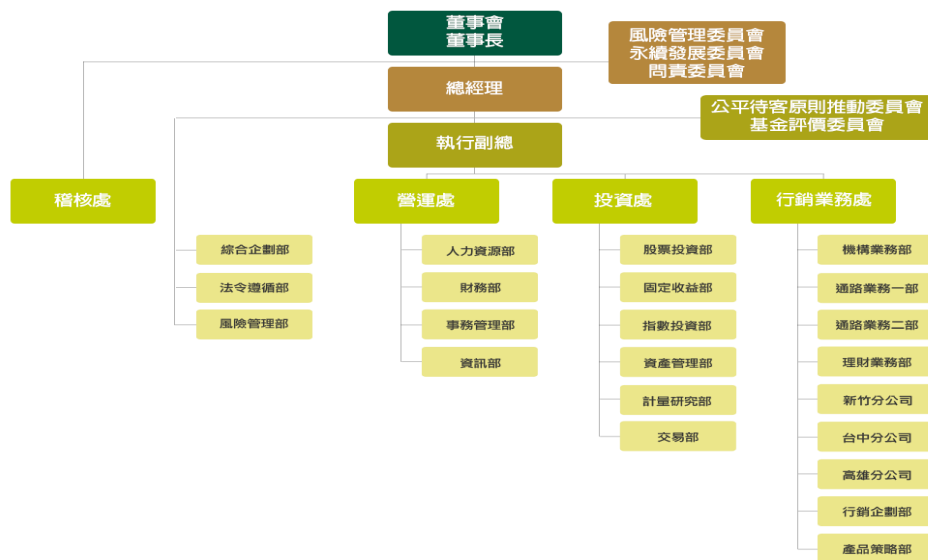 董事會
董事長
風險管理委員會
永續發展委員會
問責委員會
總經理
公平待客原則推動委員會
基金評價委員會
執行副總
稽核處
營運處
投資處
行銷業務處
綜合企劃部
法令遵循部
風險管理部
人力資源部
財務部
事務管理部
資訊部
股票投資部
固定收益部
指數投資部
資產管理部
計量研究部
交易部
機構業務部
通路業務一部
通路業務二部
理財業務部
新竹分公司
台中分公司
高雄分公司
行銷企劃部
產品策略部